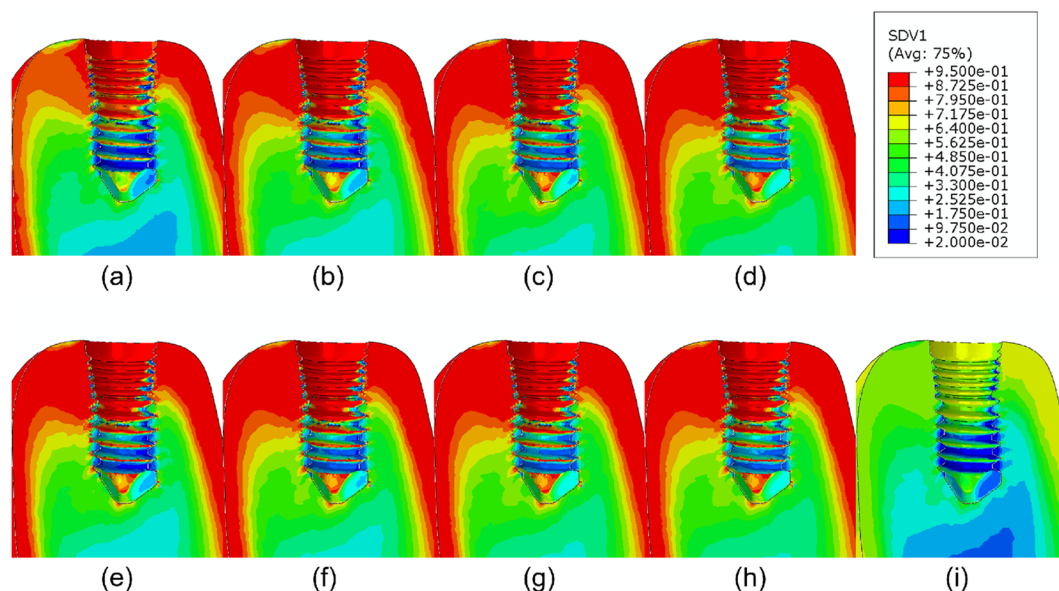 SDV1
(Avg: 75%)
+9.500e-01
+8.725e-01
+7.950e-01
+7.175e-01
+6.400e-01
+5.625e-01
+4.850e-01
+4.075e-01
+3.300e-01
+2.525e-01
+1.750e-01
+9.750e-02
+2.000e-02
(a) (b) (c) (d)
(e) (f) (g) (h) (i)